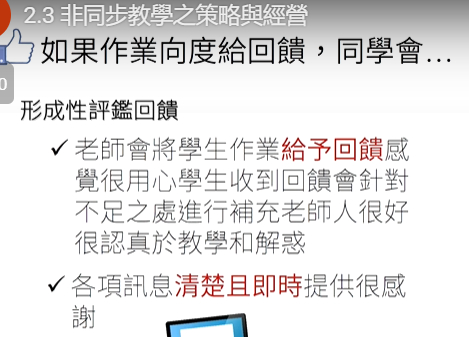 2.3 非同步教學之策略與經營
如果作業向度給回饋，同學會…
0
形成性評鑑回饋
✓ 老師會將學生作業給予回饋感
覺很用心學生收到回饋會針對
不足之處進行補充老師人很好
很認真於教學和解惑
✓ 各項訊息清楚且即時提供很感
謝